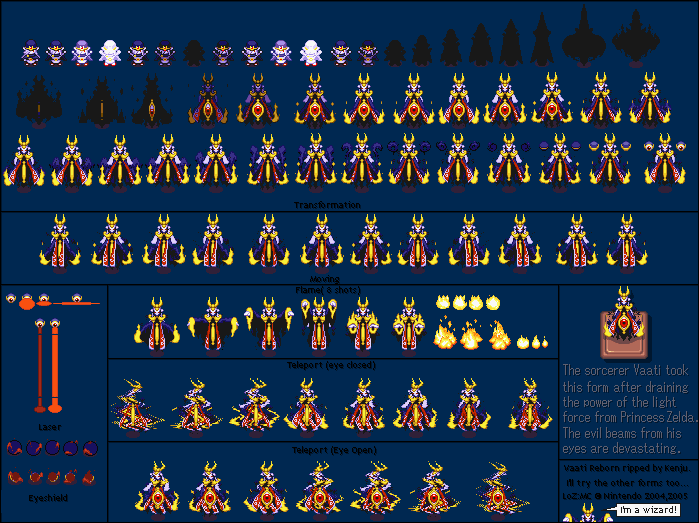 Transformation
Moving
Flame( 8 shots)
Teleport (eye closed)
Laser
The sorcerer Vaati took
this form after draining
the power of the light
force from Princess Zelda.
The evil beams from his
eyes are devastating.
Teleport (Eye Open)
Eyeshield
Vaati Reborn ripped by Kenju.
I'll try the other forms too...
LoZ:MC © Nintendo 2004,2005
I'm a wizard!